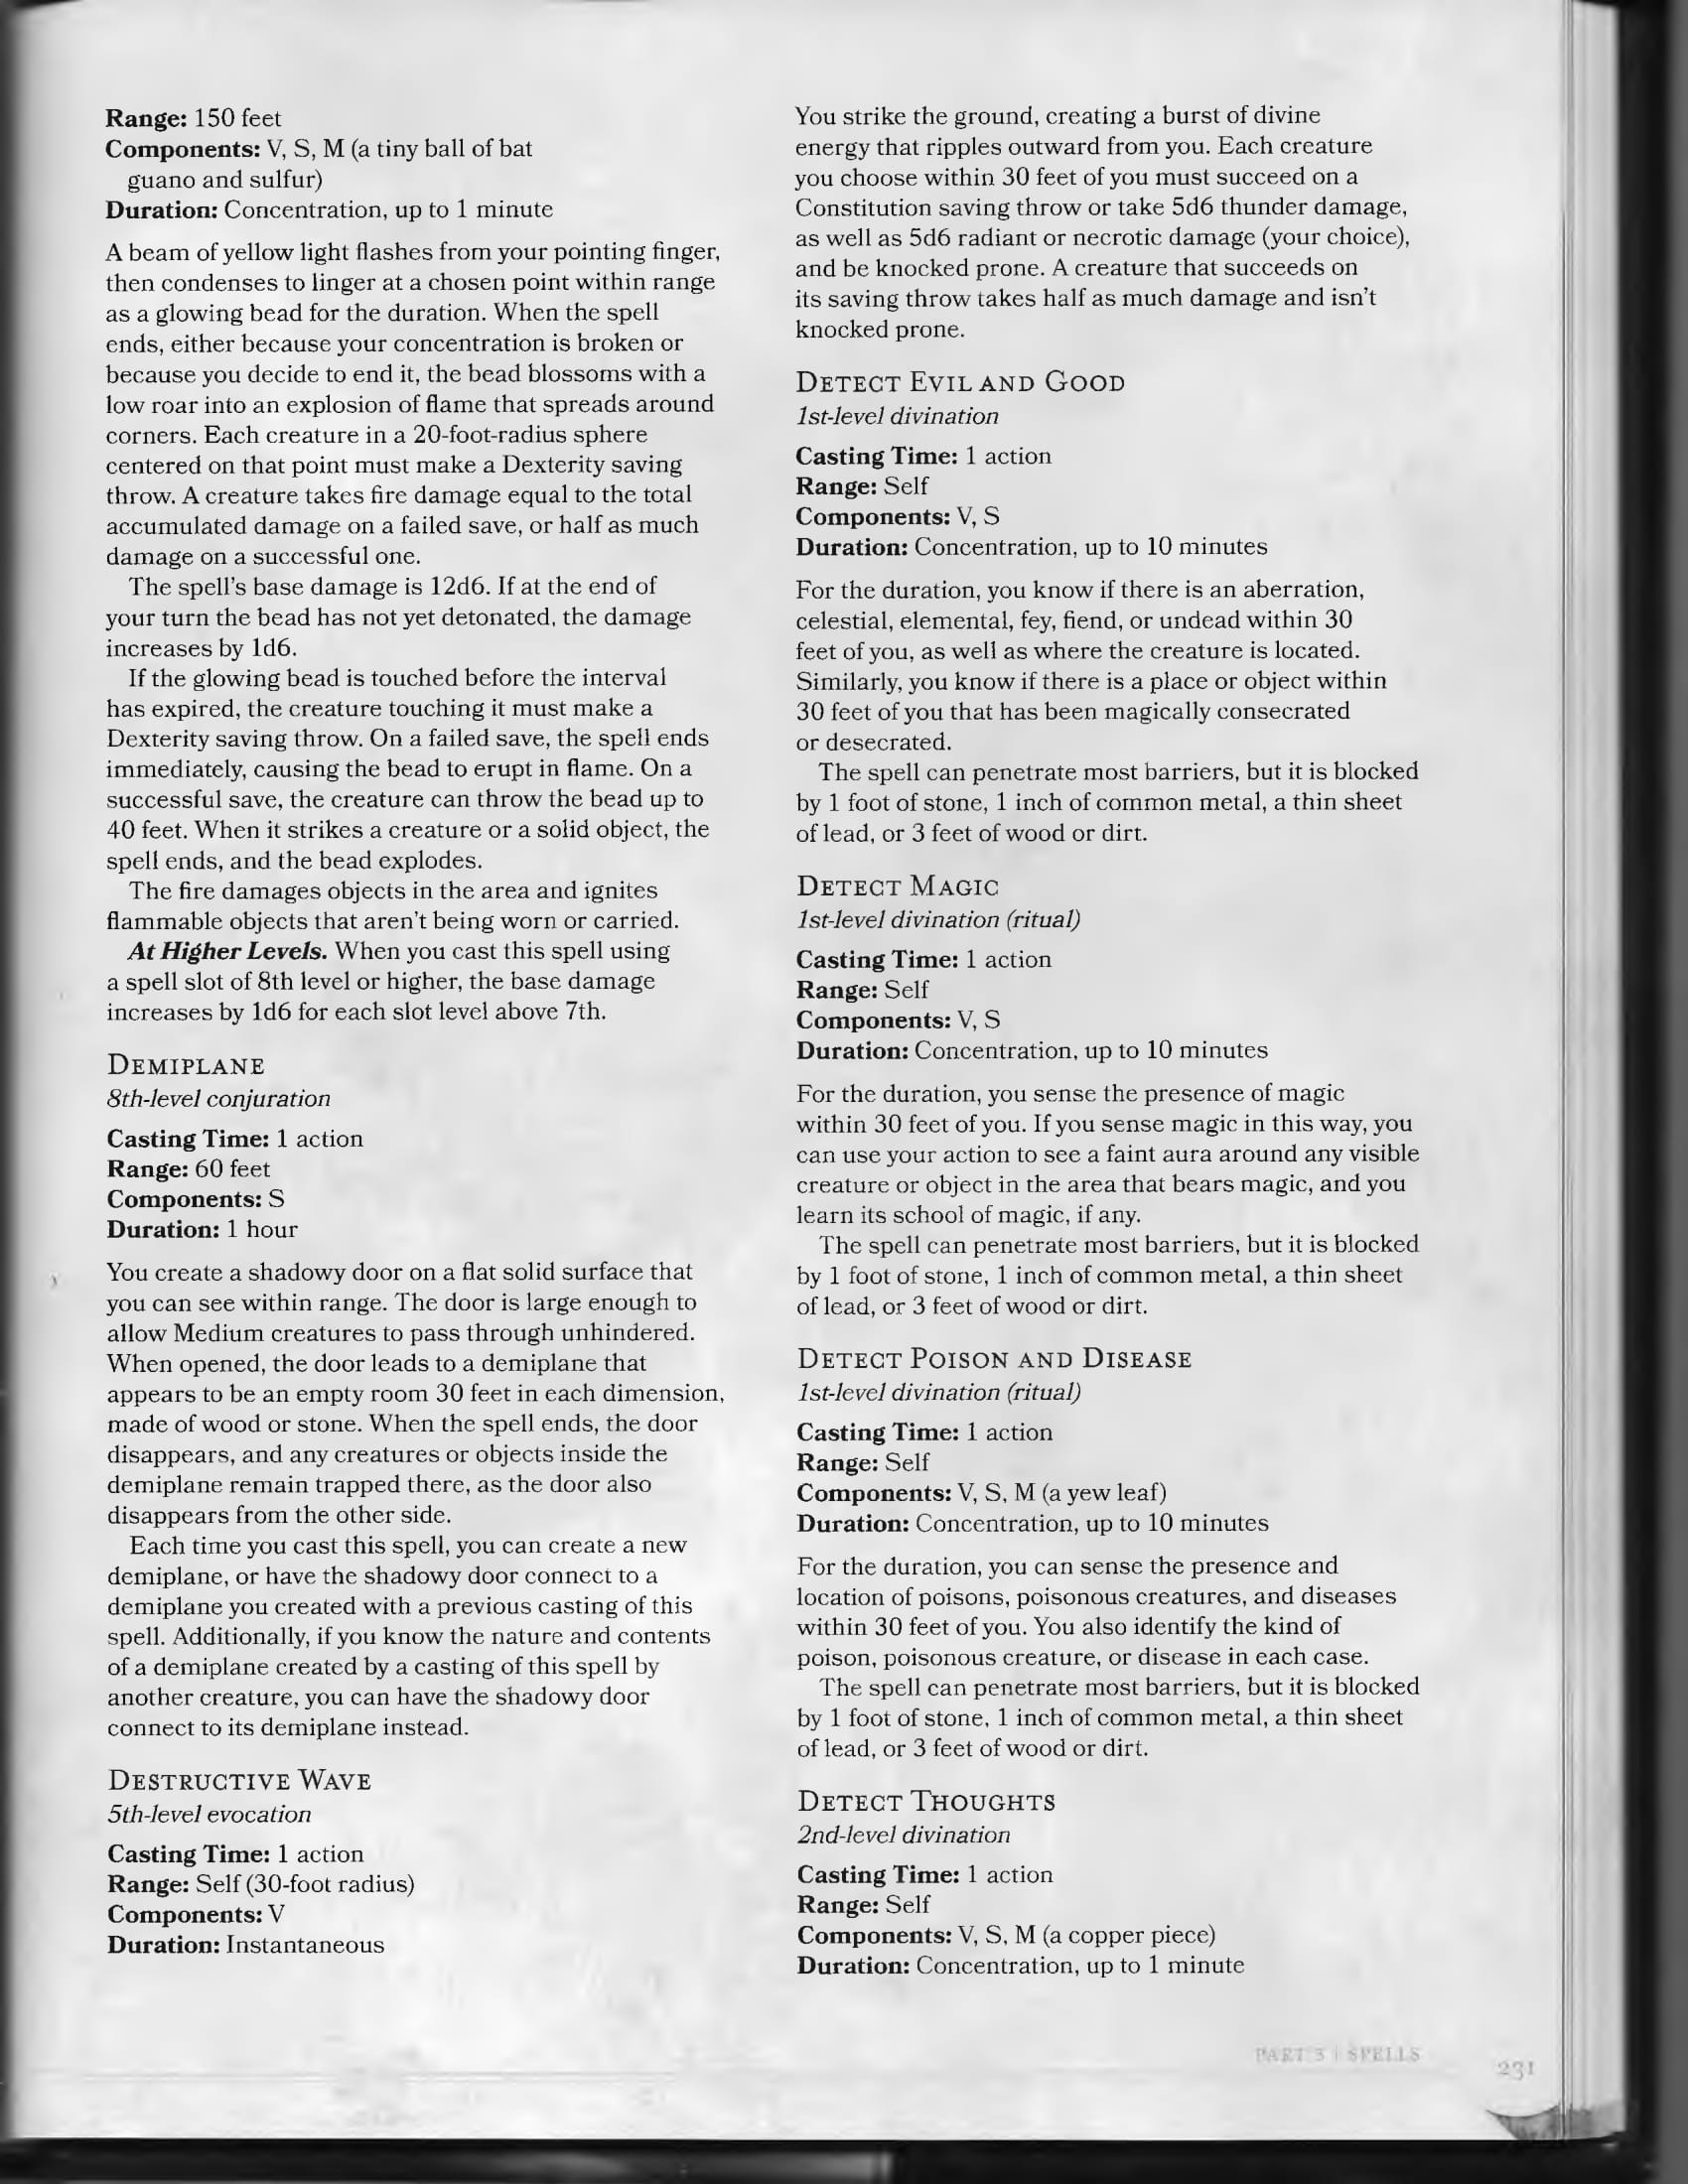 Range: 150 feet
Components: V, S, M (a tiny ball of bat
guano and sulfur)
Duration: Concentration, up to 1 minute
A beam of yellow light flashes from your pointing finger,
then condenses to linger at a chosen point within range
as a glowing bead for the duration. When the spell
ends, either because your concentration is broken or
because you decide to end it, the bead blossoms with a
low roar into an explosion of flame that spreads around
corners. Each creature in a 20-foot-radius sphere
centered on that point must make a Dexterity saving
throw. A creature takes fire damage equal to the total
accumulated damage on a failed save, or half as much
damage on a successful one.
The spell's base damage is 12d6. If at the end of
your turn the bead has not yet detonated, the damage
increases by 1d6.
If the glowing bead is touched before the interval
has expired, the creature touching it must make a
Dexterity saving throw. On a failed save, the spell ends
immediately, causing the bead to erupt in flame. On a
successful save, the creature can throw the bead up to
40 feet. When it strikes a creature or a solid object, the
spell ends, and the bead explodes.
The fire damages objects in the area and ignites
flammable objects that aren't being worn or carried.
At Higher Levels. When you cast this spell using
a spell slot of 8th level or higher, the base damage
increases by 1d6 for each slot level above 7th.
DEMIPLANE
8th-level conjuration
Casting Time: 1 action
Range: 60 feet
Components: S
Duration: 1 hour
You create a shadowy door on a flat solid surface that
you can see within range. The door is large enough to
allow Medium creatures to pass through unhindered.
When opened, the door leads to a demiplane that
appears to be an empty room 30 feet in each dimension,
made of wood or stone. When the spell ends, the door
disappears, and any creatures or objects inside the
demiplane remain trapped there, as the door also
disappears from the other side.
Each time you cast this spell, you can create a new
demiplane, or have the shadowy door connect to a
demiplane you created with a previous casting of this
spell. Additionally, if you know the nature and contents
of a demiplane created by a casting of this spell by
another creature, you can have the shadowy door
connect to its demiplane instead.
DESTRUCTIVE WAVE
5th-level evocation
Casting Time: 1 action
Range: Self (30-foot radius)
Components: V
Duration: Instantaneous
You strike the ground, creating a burst of divine
energy that ripples outward from you. Each creature
you choose within 30 feet of you must succeed on a
Constitution saving throw or take 5d6 thunder damage,
as well as 5d6 radiant or necrotic damage (your choice),
and be knocked prone. A creature that succeeds on
its saving throw takes half as much damage and isn't
knocked prone.
DETECT EVIL AND GOOD
1st-level divination
Casting Time: 1 action
Range: Self
Components: V, S
Duration: Concentration, up to 10 minutes
For the duration, you know if there is an aberration,
celestial, elemental, fey, fiend, or undead within 30
feet of you, as well as where the creature is located.
Similarly, you know if there is a place or object within
30 feet of you that has been magically consecrated
or desecrated.
The spell can penetrate most barriers, but it is blocked
by 1 foot of stone, 1 inch of common metal, a thin sheet
of lead, or 3 feet of wood or dirt.
DETECT MAGIC
1st-level divination (ritual)
Casting Time: 1 action
Range: Self
Components: V, S
Duration: Concentration, up to 10 minutes
For the duration, you sense the presence of magic
within 30 feet of you. If you sense magic in this way, you
can use your action to see a faint aura around any visible
creature or object in the area that bears magic, and you
learn its school of magic, if any.
The spell can penetrate most barriers, but it is blocked
by 1 foot of stone, 1 inch of common metal, a thin sheet
of lead, or 3 feet of wood or dirt.
DETECT POISON AND DISEASE
1st-level divination (ritual)
Casting Time: 1 action
Range: Self
Components: V, S, M (a yew leaf)
Duration: Concentration, up to 10 minutes
For the duration, you can sense the presence and
location of poisons, poisonous creatures, and diseases
within 30 feet of you. You also identify the kind of
poison, poisonous creature, or disease in each case.
The spell can penetrate most barriers, but it is blocked
by 1 foot of stone, 1 inch of common metal, a thin sheet
of lead, or 3 feet of wood or dirt.
DETECT THOUGHTS
2nd-level divination
Casting Time: 1 action
Range: Self
Components: V, S, M (a copper piece)
Duration: Concentration, up to 1 minute
PART 3 | SPELLS
231